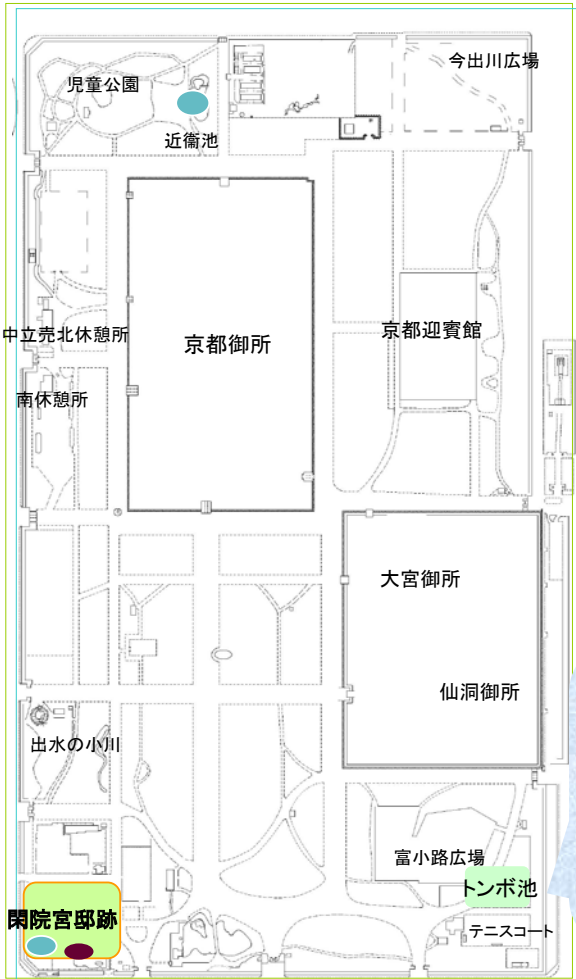 今出川広場
児童公園
近衞池
中立売北休憩所
京都御所
京都迎賓館
南休憩所
大宮御所
仙洞御所
出水の小川
富小路広場
トンボ池
閑院宮邸跡
テニスコート